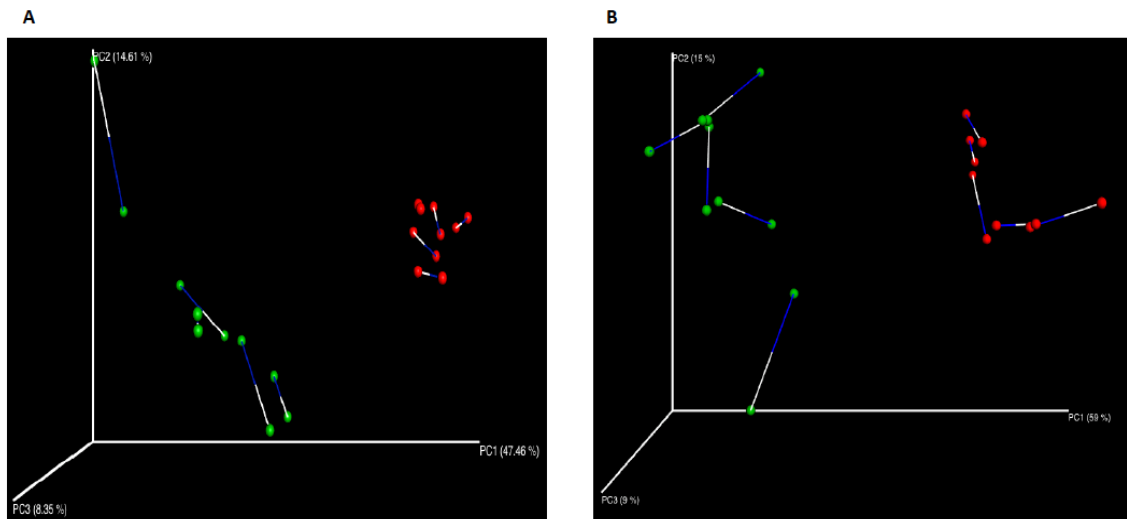 A
B
PC2 (14.61 %)
PC1 (47.46 %)
PC3 (8.35 %)
PC2 (15 %)
PC1 (59 %)
PC3 (9 %)